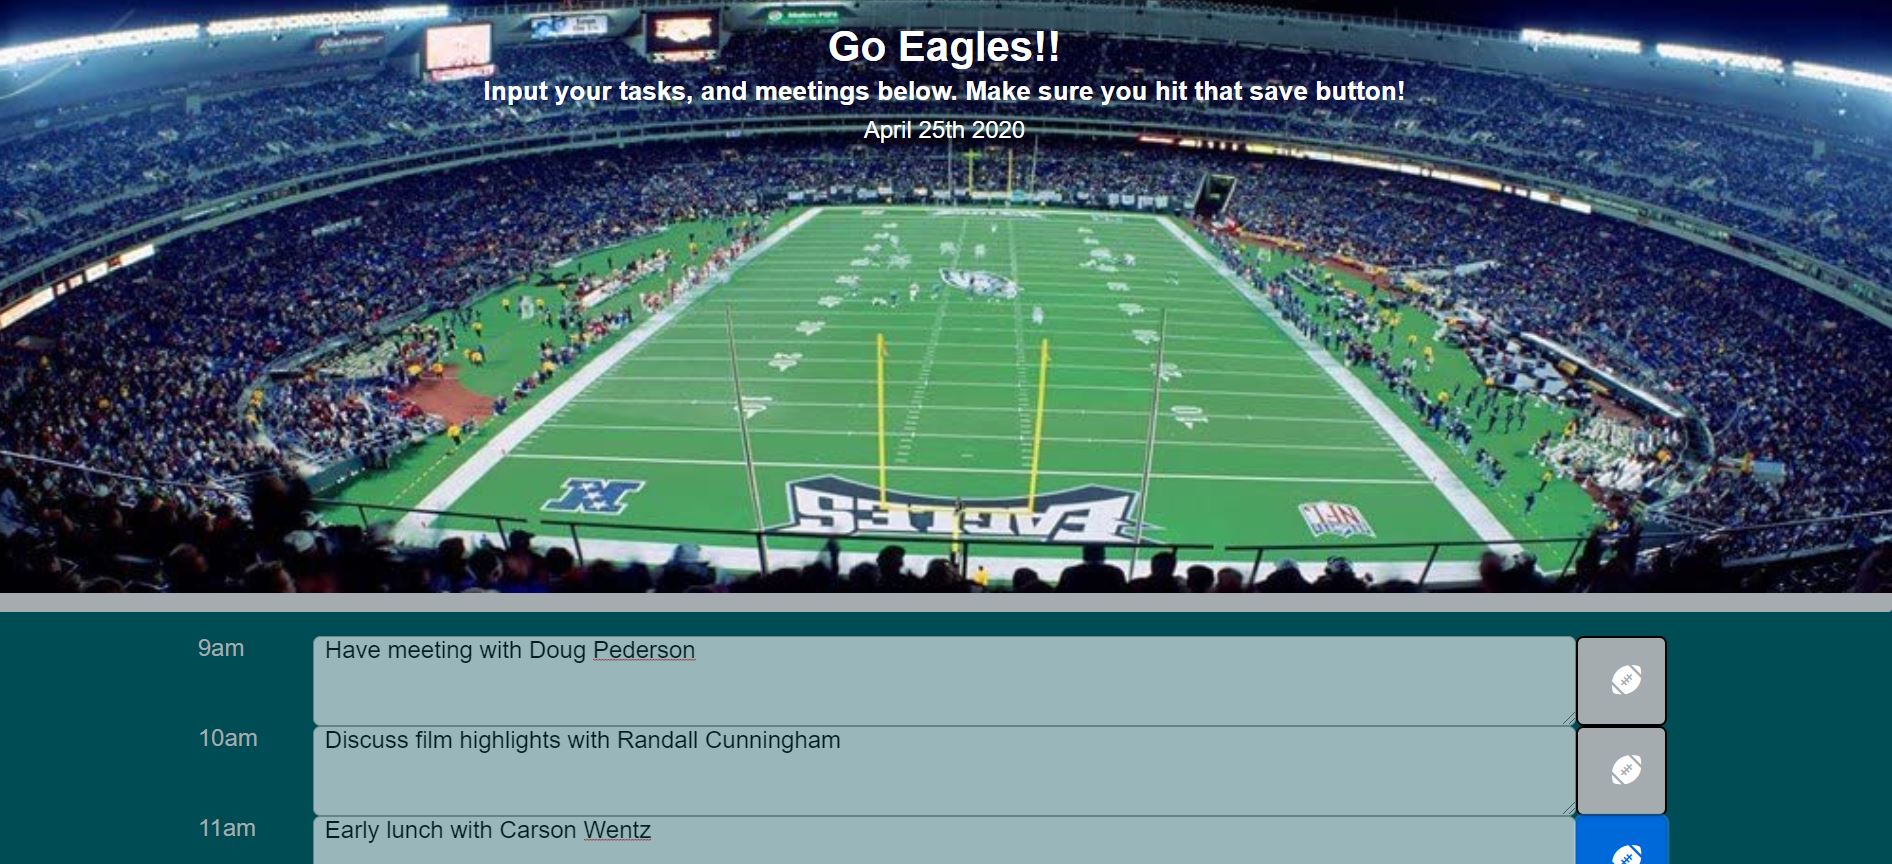 Budweiser
Go Eagles!!
Input your tasks, and meetings below. Make sure you hit that save button!
April 25th 2020
EAGLES
NFL
9am
Have meeting with Doug Pederson
10am
Discuss film highlights with Randall Cunningham
11am
Early lunch with Carson Wentz